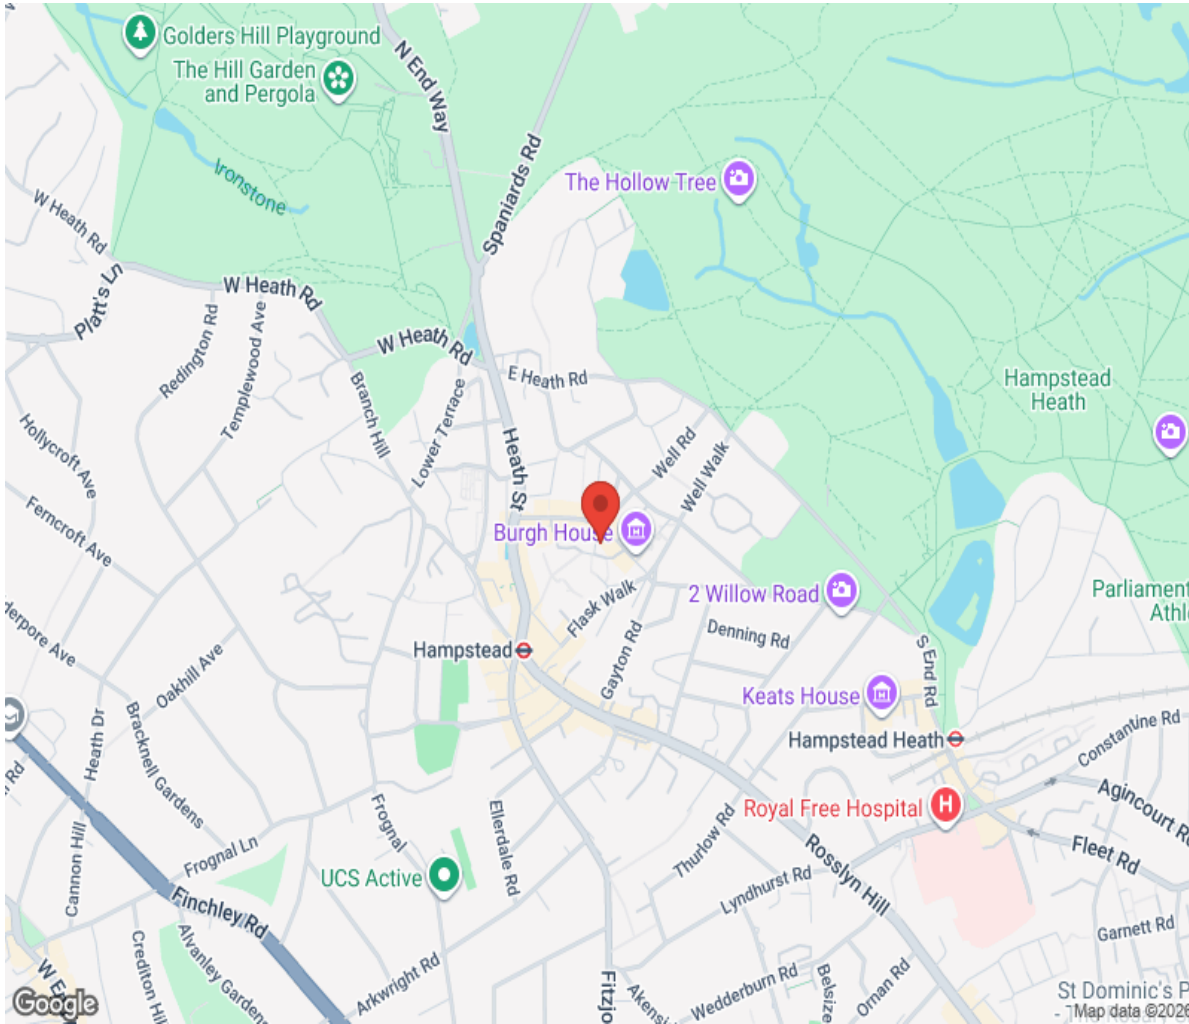 Golders Hill Playground
The Hill Garden
and Pergola
N End Way
Spaniards Rd
Ironstone
The Hollow Tree
W Heath Rd
Platt's Ln
W Heath Rd
Redington Rd
Templewood Ave
W Heath Rd
Branch Hill
Lower Terrace
E Heath Rd
Heath St
Well Rd
Well Walk
Hampstead
Heath
Hollycroft Ave
Ferncroft Ave
Burgh House
2 Willow Road
Parliament
Flask Walk
Denning Rd
derpore Ave
Oakhill Ave
Hampstead
Gayton Rd
S End Rd
Keats House
Hampstead Heath
Constantine Rd
Heath Dr
Bracknell Gardens
Rd
Cannon Hill
Frognal
Ellerdale Rd
Royal Free Hospital
Agincourt R
Fleet Rd
Frognal Ln
UCS Active
Thurlow Rd
Rosslyn Hill
Lyndhurst Rd
Finchley Rd
Crediton Hil
Alvanley Gardens
Arkwright Rd
Fitzjo
Akensi
Wedderburn Rd
Belsize
Ornan Rd
Garnett Rd
St Dominic's P
Google
Map data ©2026